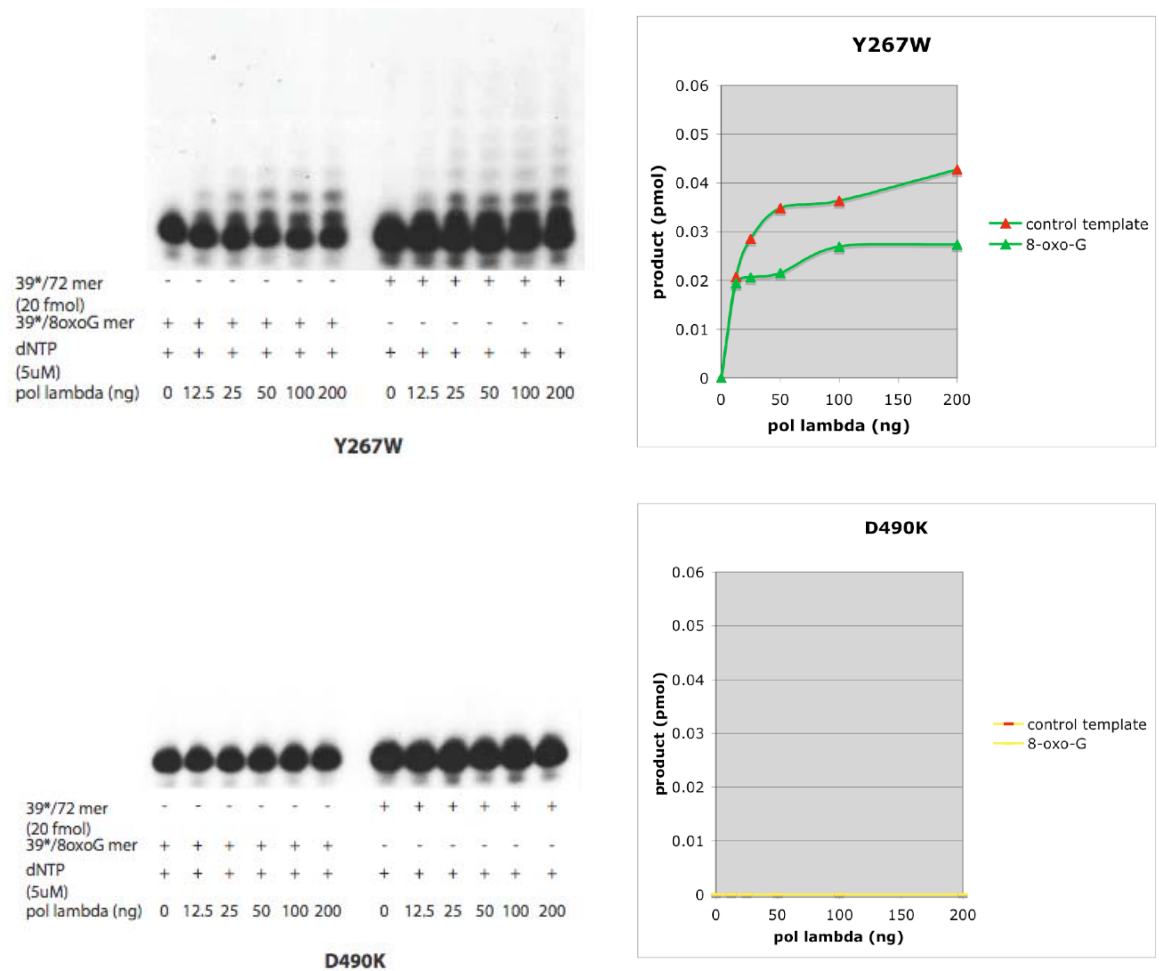 39*/72 mer - - - - - - + + + + + +
(20 fmol)
39*/8oxoG mer + + + + + + - - - - - -
dNTP + + + + + + + + + + + +
(5uM)
pol lambda (ng) 0 12.5 25 50 100 200 0 12.5 25 50 100 200
Y267W
Y267W
0.06
0.05
0.04
0.03
0.02
0.01
0
product (pmol)
0 50 100 150 200
pol lambda (ng)
control template
8-oxo-G
39*/72 mer - - - - - - + + + + + +
(20 fmol)
39*/8oxoG mer + + + + + + - - - - - -
dNTP + + + + + + + + + + + +
(5uM)
pol lambda (ng) 0 12.5 25 50 100 200 0 12.5 25 50 100 200
D490K
D490K
0.06
0.05
0.04
0.03
0.02
0.01
0
product (pmol)
0 50 100 150 200
pol lambda (ng)
control template
8-oxo-G